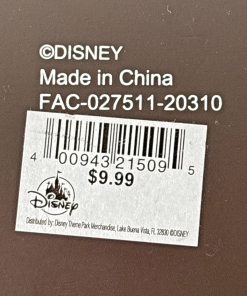 ©DISNEY
Made in China
FAC-027511-20310
4 00943 21509 5
$9.99
Disney
Distributed by: Disney Theme Park Merchandise, Lake Buena Vista, FL 32830 ©DISNEY